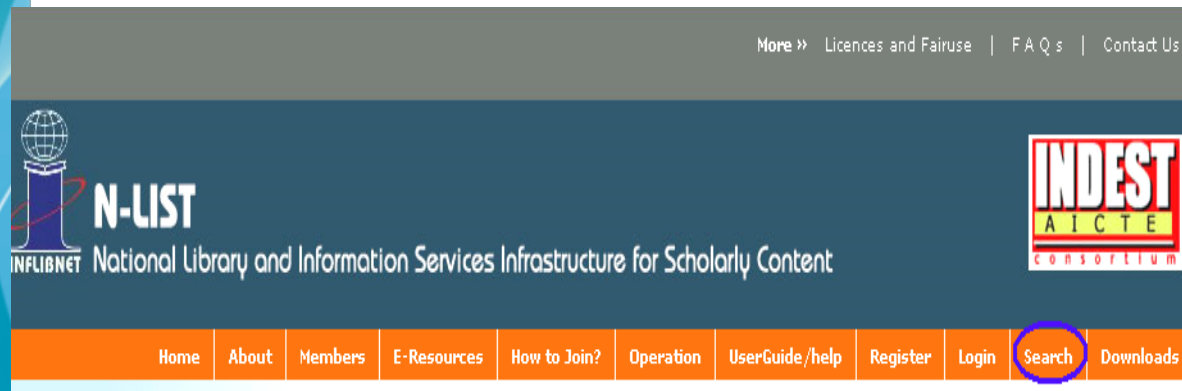 More » Licences and Fairuse | F A Q s | Contact Us
INDEST
AICTE
consortium
N-LIST
INFLIBNET National Library and Information Services Infrastructure for Scholarly Content
Home About Members E-Resources How to Join? Operation UserGuide/help Register Login Search Downloads